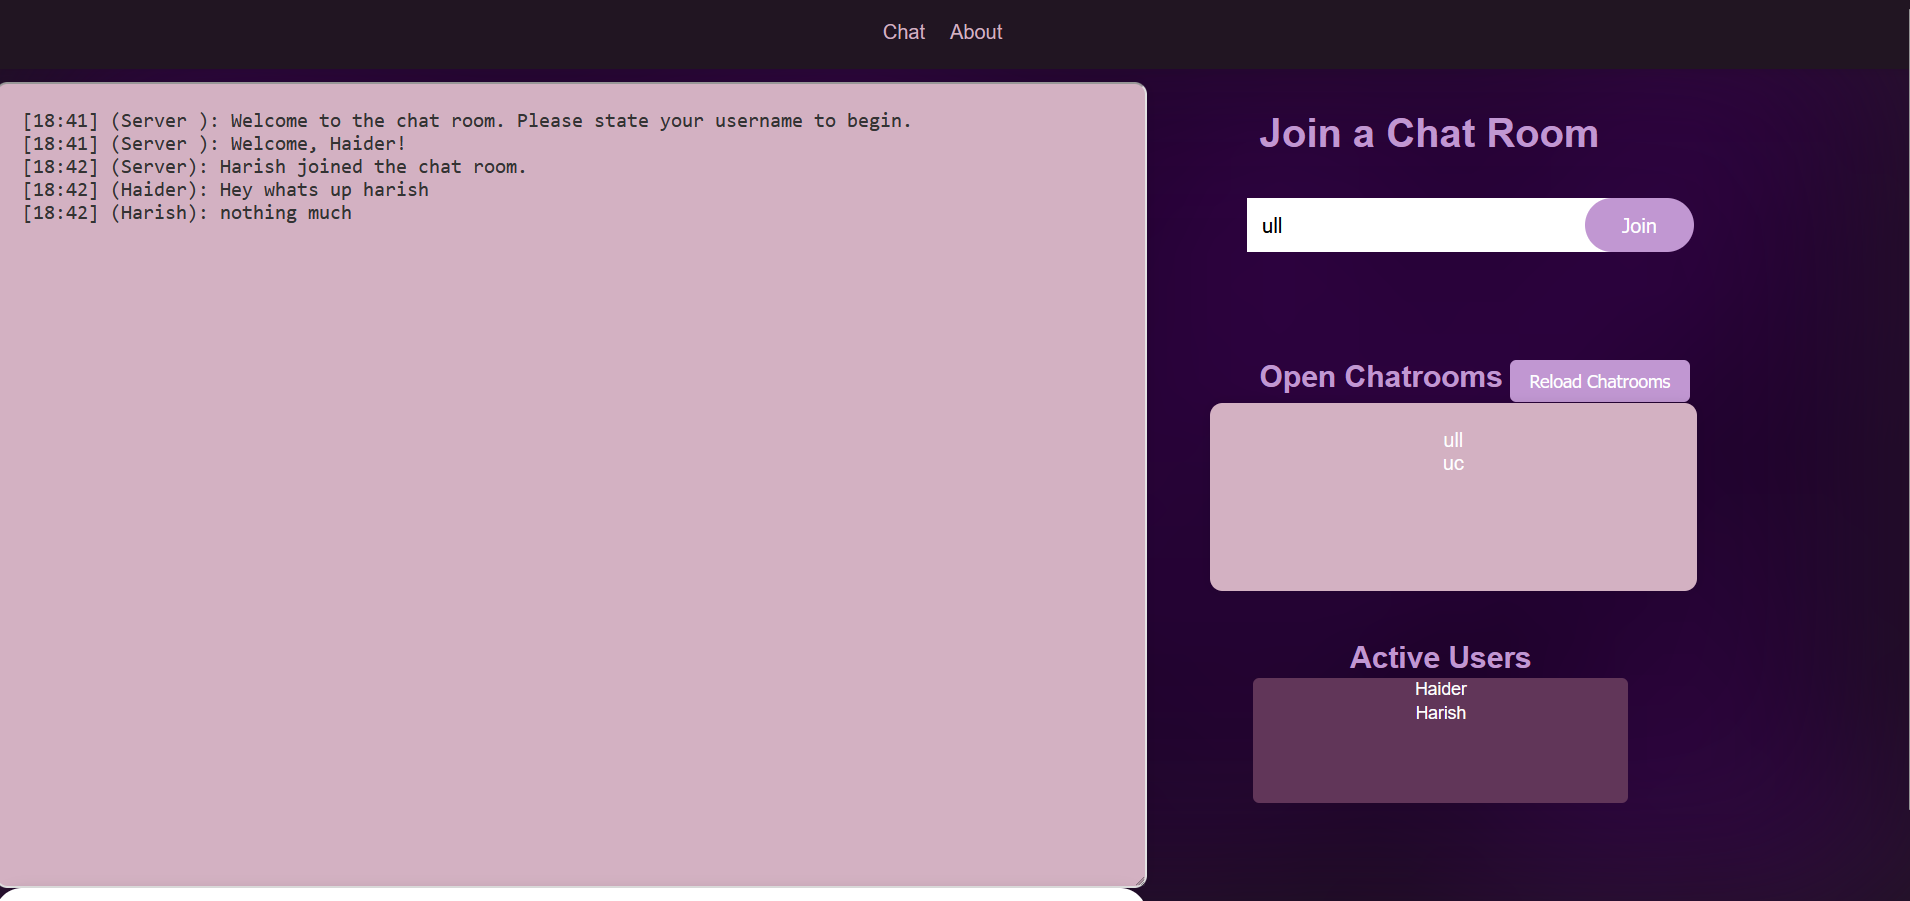 Chat About
[18:41] (Server ): Welcome to the chat room. Please state your username to begin.
[18:41] (Server ): Welcome, Haider!
[18:42] (Server): Harish joined the chat room.
[18:42] (Haider): Hey whats up harish
[18:42] (Harish): nothing much
Join a Chat Room
ull Join
Open Chatrooms Reload Chatrooms
ull
uc
Active Users
Haider
Harish